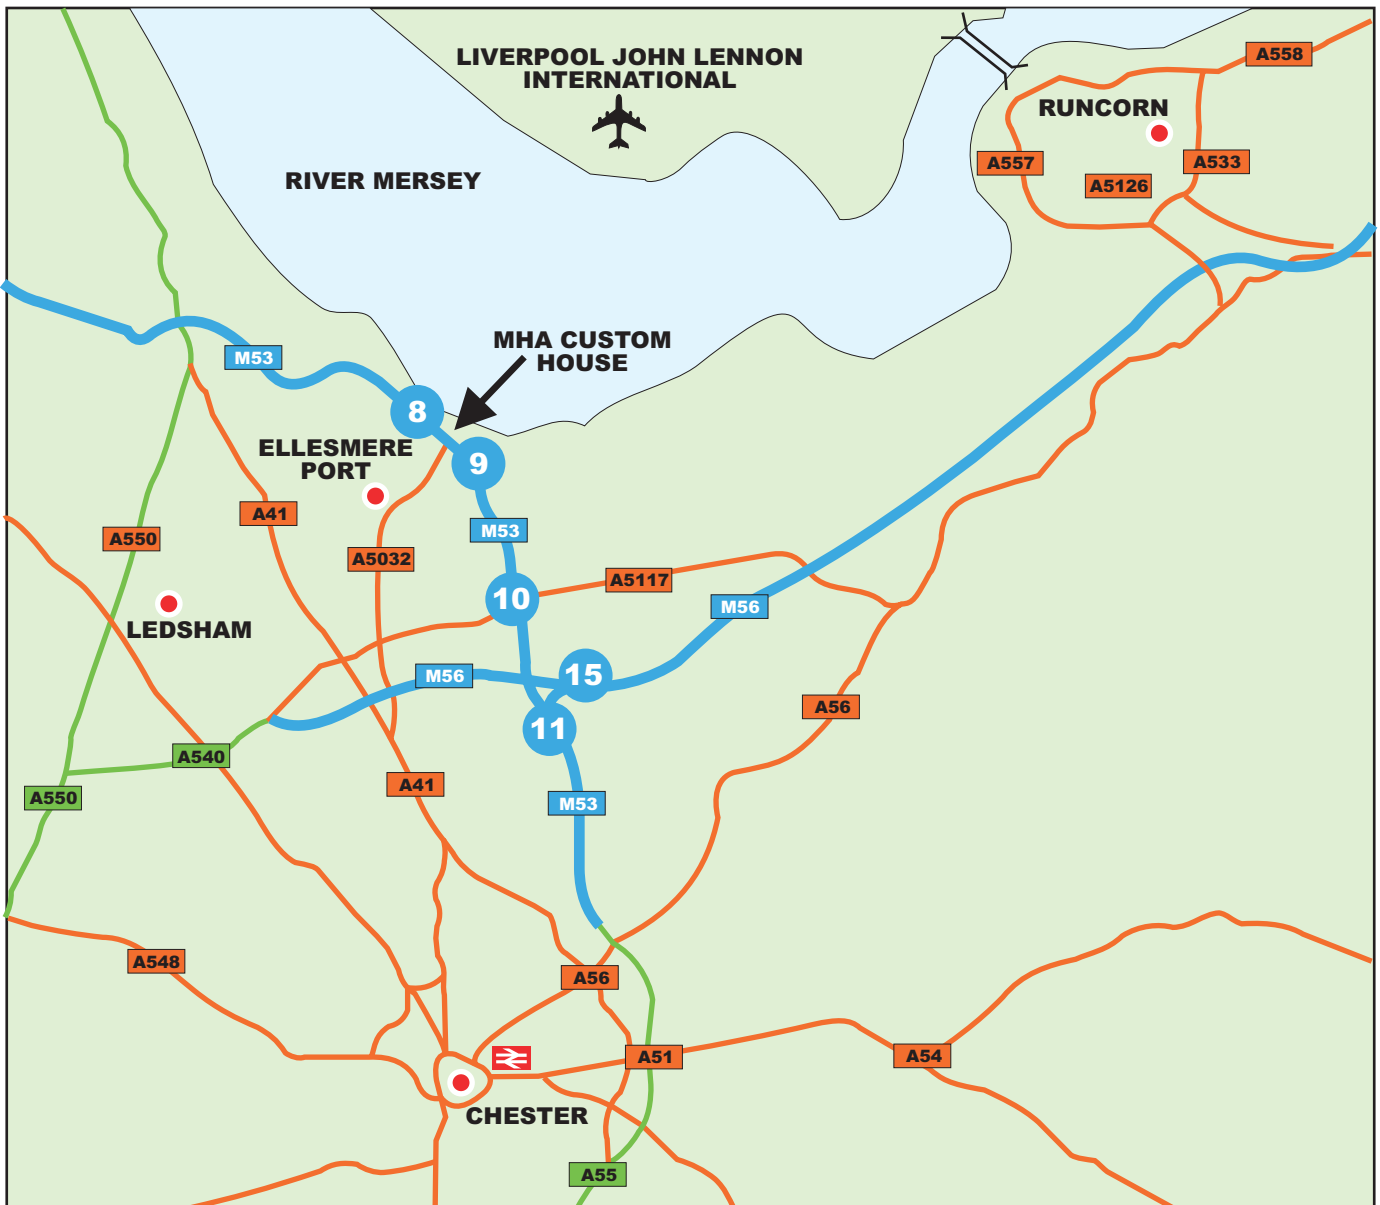 LIVERPOOL JOHN LENNON
INTERNATIONAL
A558
RUNCORN
A557
A533
A5126
RIVER MERSEY
MHA CUSTOM
HOUSE
M53
8
ELLESMERE
PORT
9
A41
M53
A550
A5032
A5117
10
M56
LEDSHAM
M56
15
A56
11
A540
A41
A550
M53
A548
A56
A51
A54
CHESTER
A55